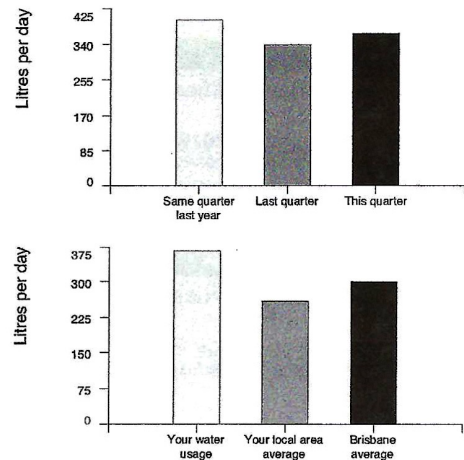 Litres per day
425
340
255
170
85
0
Same quarter
last year
Last quarter
This quarter
Litres per day
375
300
225
150
75
0
Your water
usage
Your local area
average
Brisbane
average